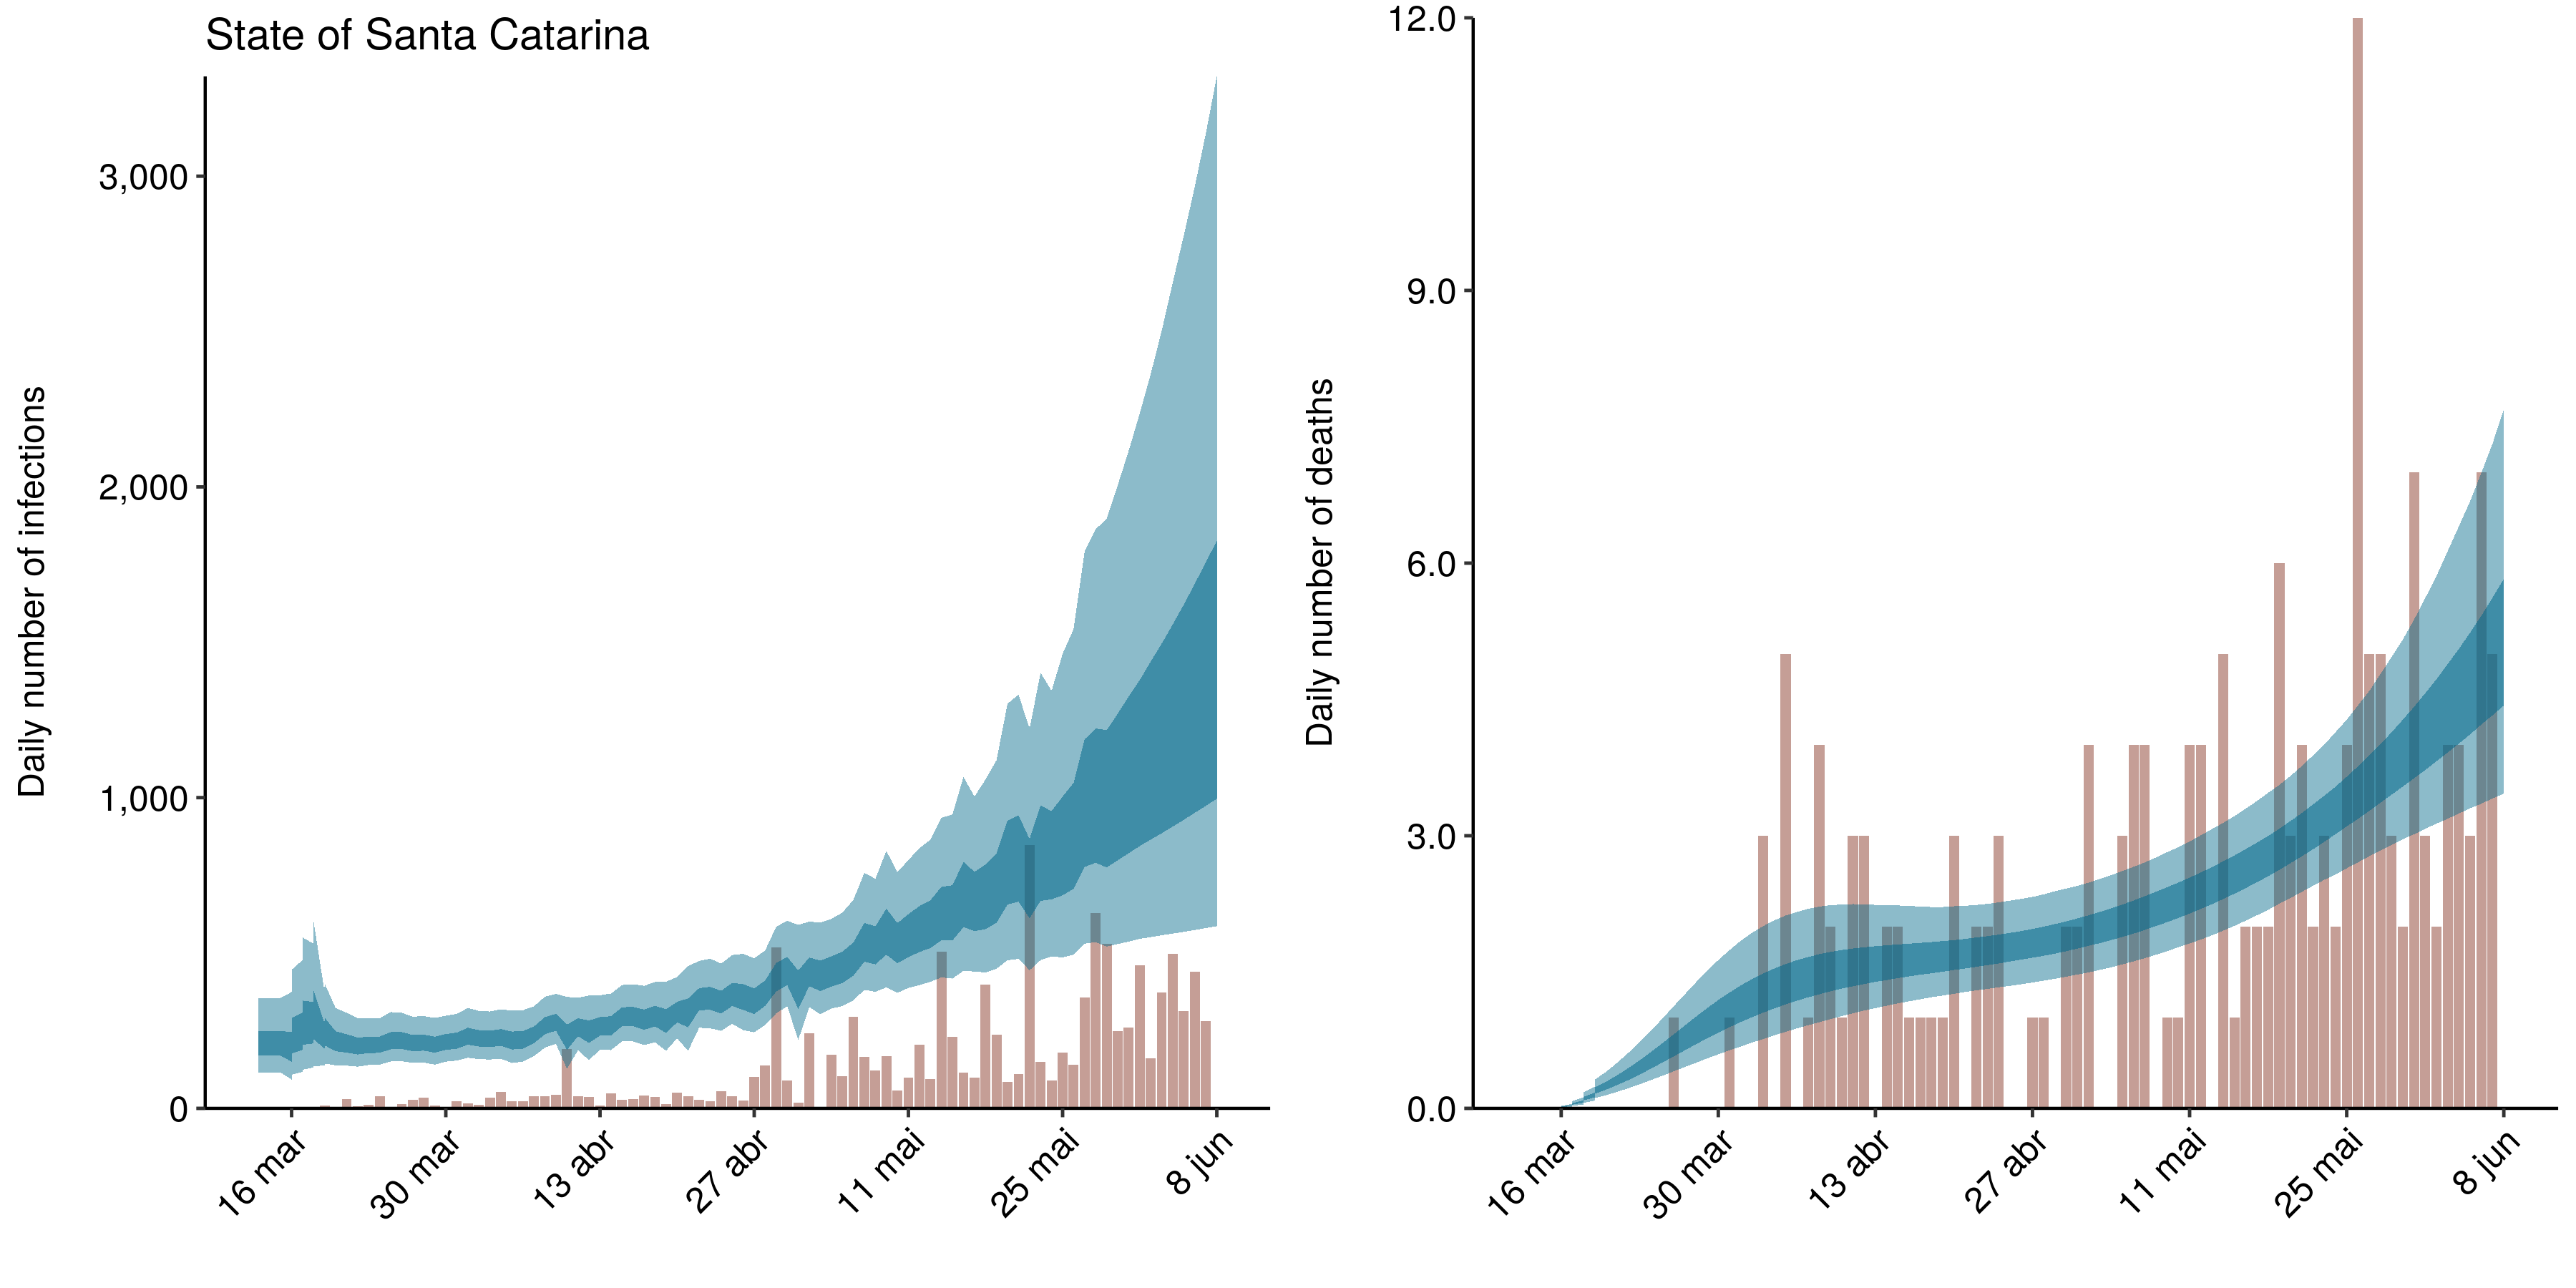 State of Santa Catarina
Daily number of infections
3,000
2,000
1,000
0
16 mar
30 mar
13 abr
27 abr
11 mai
25 mai
8 jun
Daily number of deaths
12.0
9.0
6.0
3.0
0.0
16 mar
30 mar
13 abr
27 abr
11 mai
25 mai
8 jun